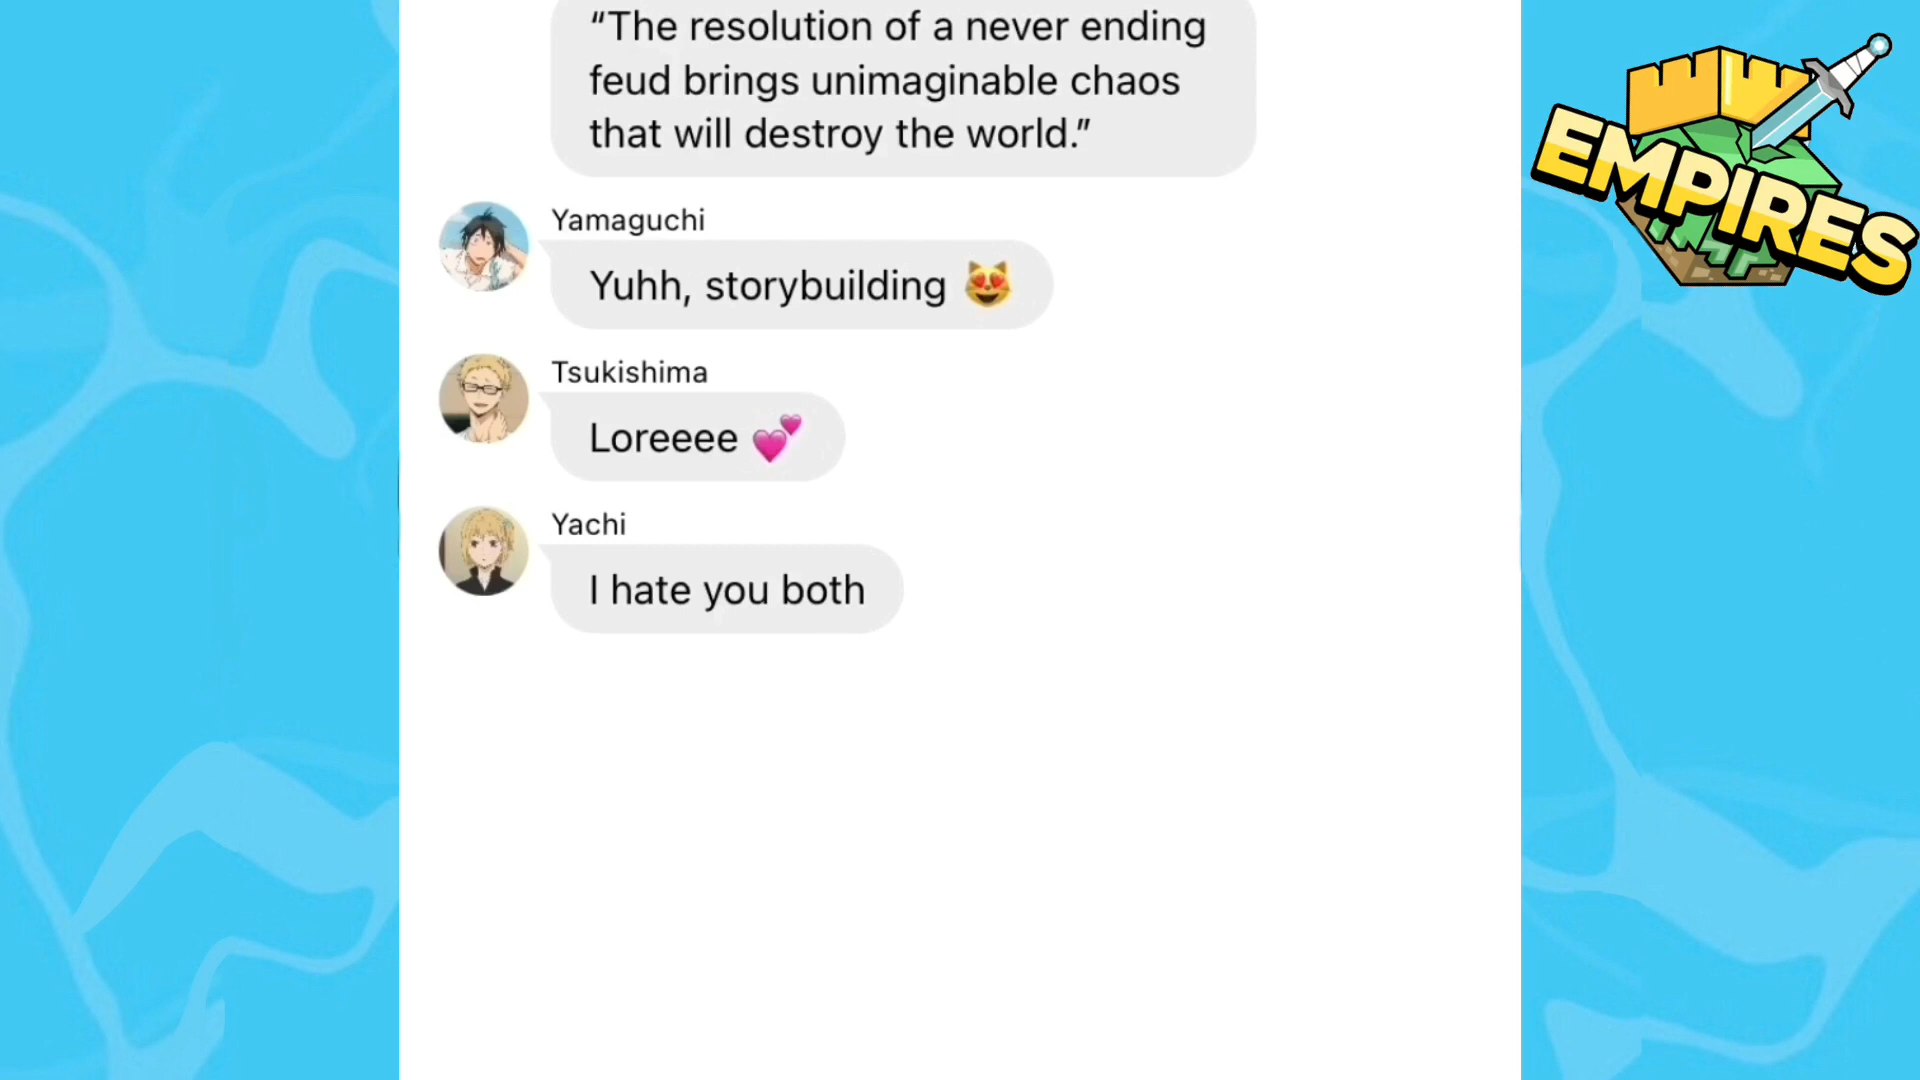 “The resolution of a never ending
feud brings unimaginable chaos
that will destroy the world.”
Yamaguchi
Yuhh, storybuilding 😻
Tsukishima
Loreeee 💕
Yachi
I hate you both
EMPIRES